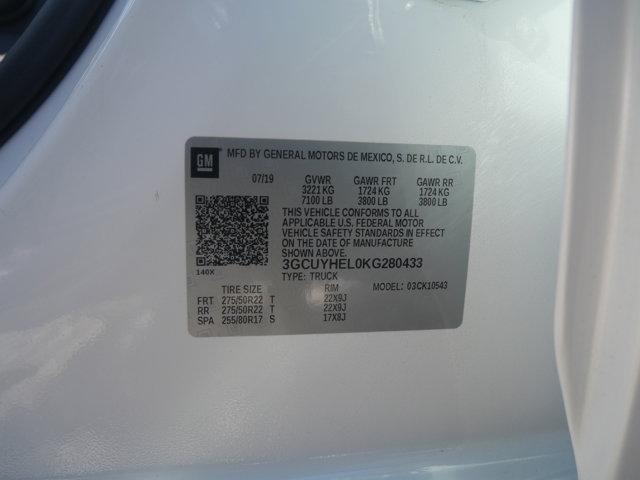 GM MFD BY GENERAL MOTORS DE MEXICO, S. DE R.L. DE C.V.
07/19 GVWR GAWR FRT GAWR RR
3221 KG 1724 KG 1724 KG
7100 LB 3800 LB 3800 LB
THIS VEHICLE CONFORMS TO ALL
APPLICABLE U.S. FEDERAL MOTOR
VEHICLE SAFETY STANDARDS IN
EFFECT ON THE DATE OF MANUFACTURE
SHOWN ABOVE.
140X 3GCUYHEL0KG280433
TYPE: TRUCK MODEL: 03CK10543
TIRE SIZE RIM
FRT 275/50R22 T 22X9J
RR 275/50R22 T 22X9J
SPA 255/80R17 S 17X8J